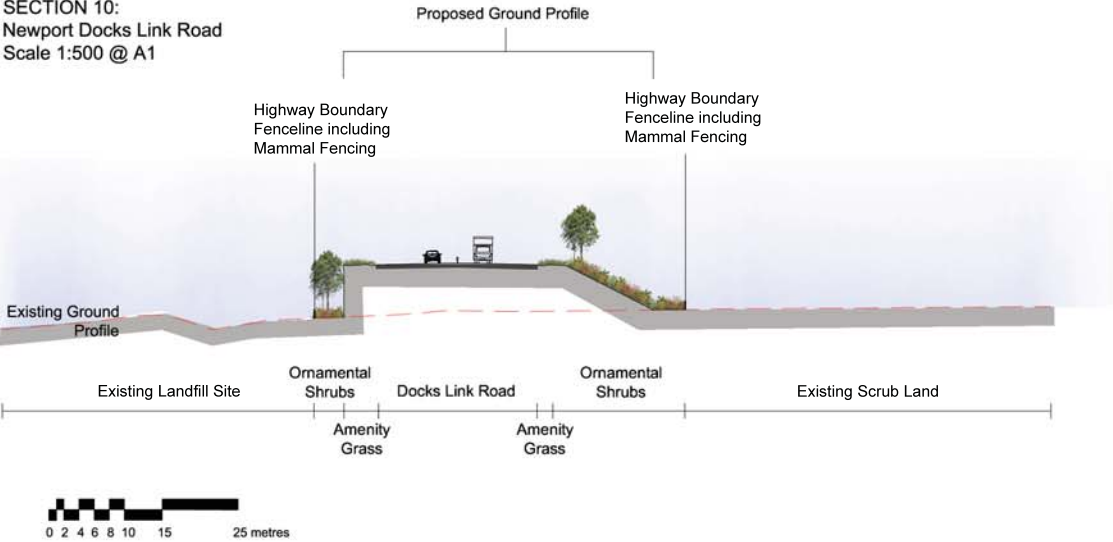 SECTION 10:
Newport Docks Link Road
Scale 1:500 @ A1
Proposed Ground Profile
Highway Boundary
Fenceline including
Mammal Fencing
Highway Boundary
Fenceline including
Mammal Fencing
Existing Ground
Profile
Existing Landfill Site
Ornamental
Shrubs
Docks Link Road
Ornamental
Shrubs
Existing Scrub Land
Amenity
Grass
Amenity
Grass
0 2 4 6 8 10 15 25 metres